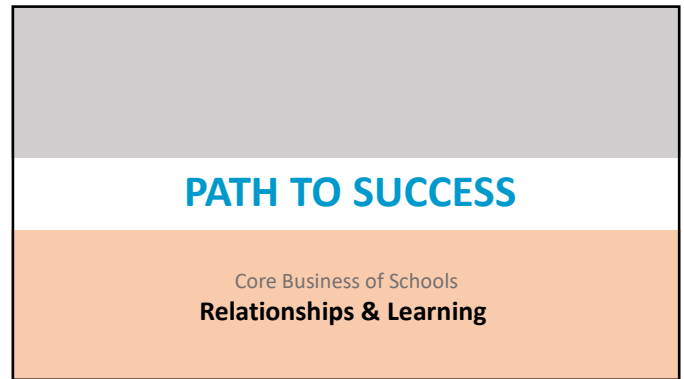 PATH TO SUCCESS
Core Business of Schools
Relationships & Learning